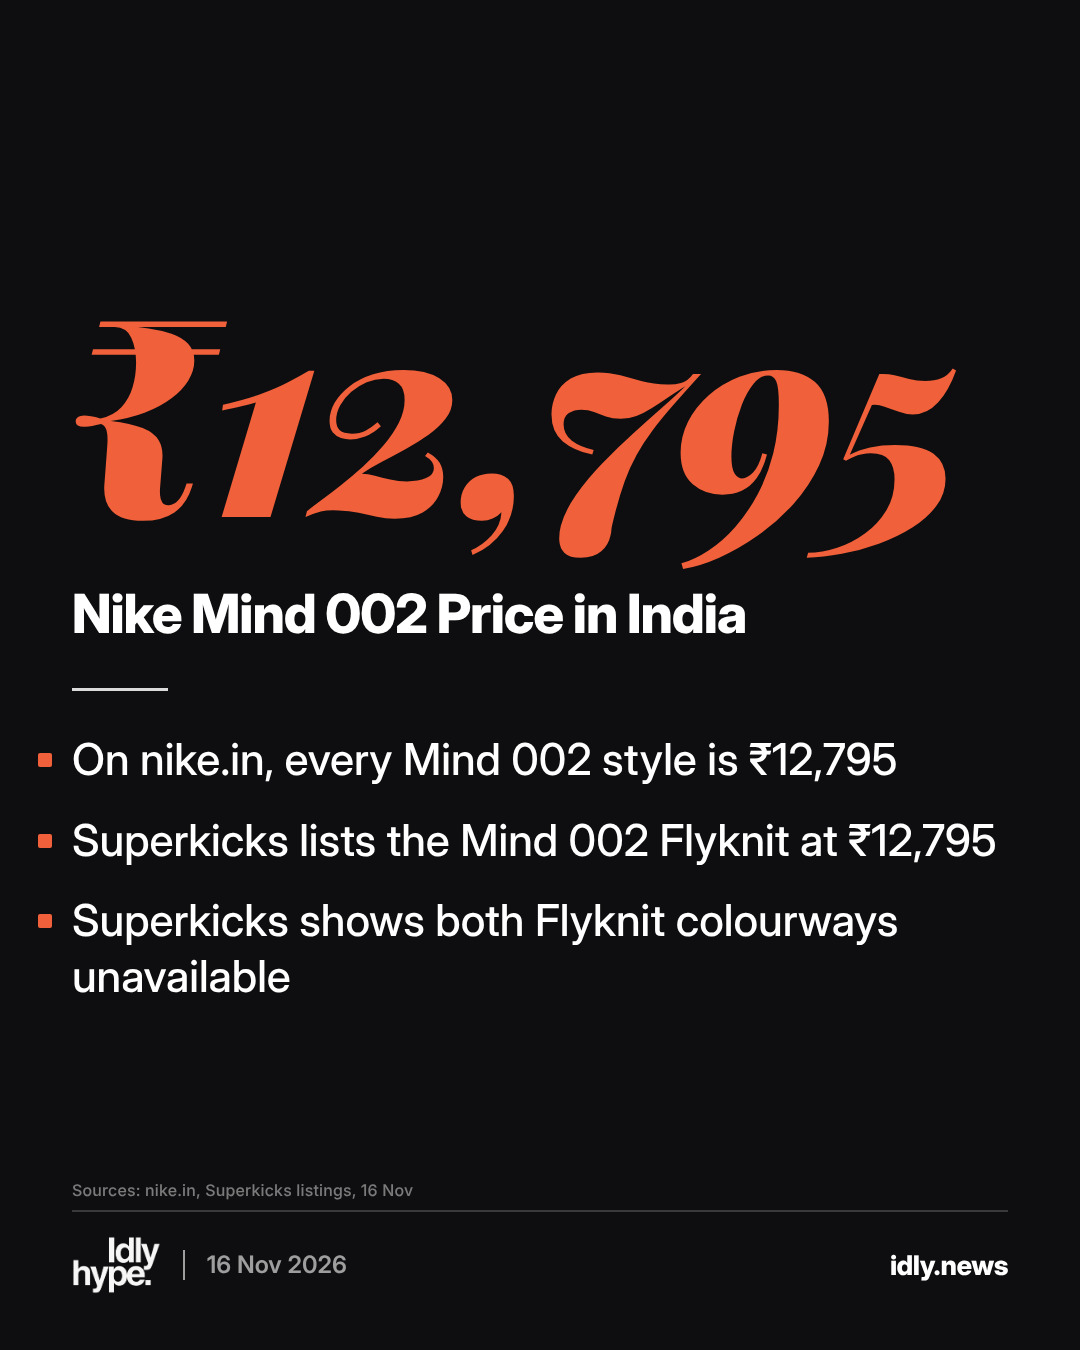 ₹12,795
Nike Mind 002 Price in India
On nike.in, every Mind 002 style is ₹12,795
Superkicks lists the Mind 002 Flyknit at ₹12,795
Superkicks shows both Flyknit colourways
unavailable
Sources: nike.in, Superkicks listings, 16 Nov
Idly
hype.
16 Nov 2026
idly.news